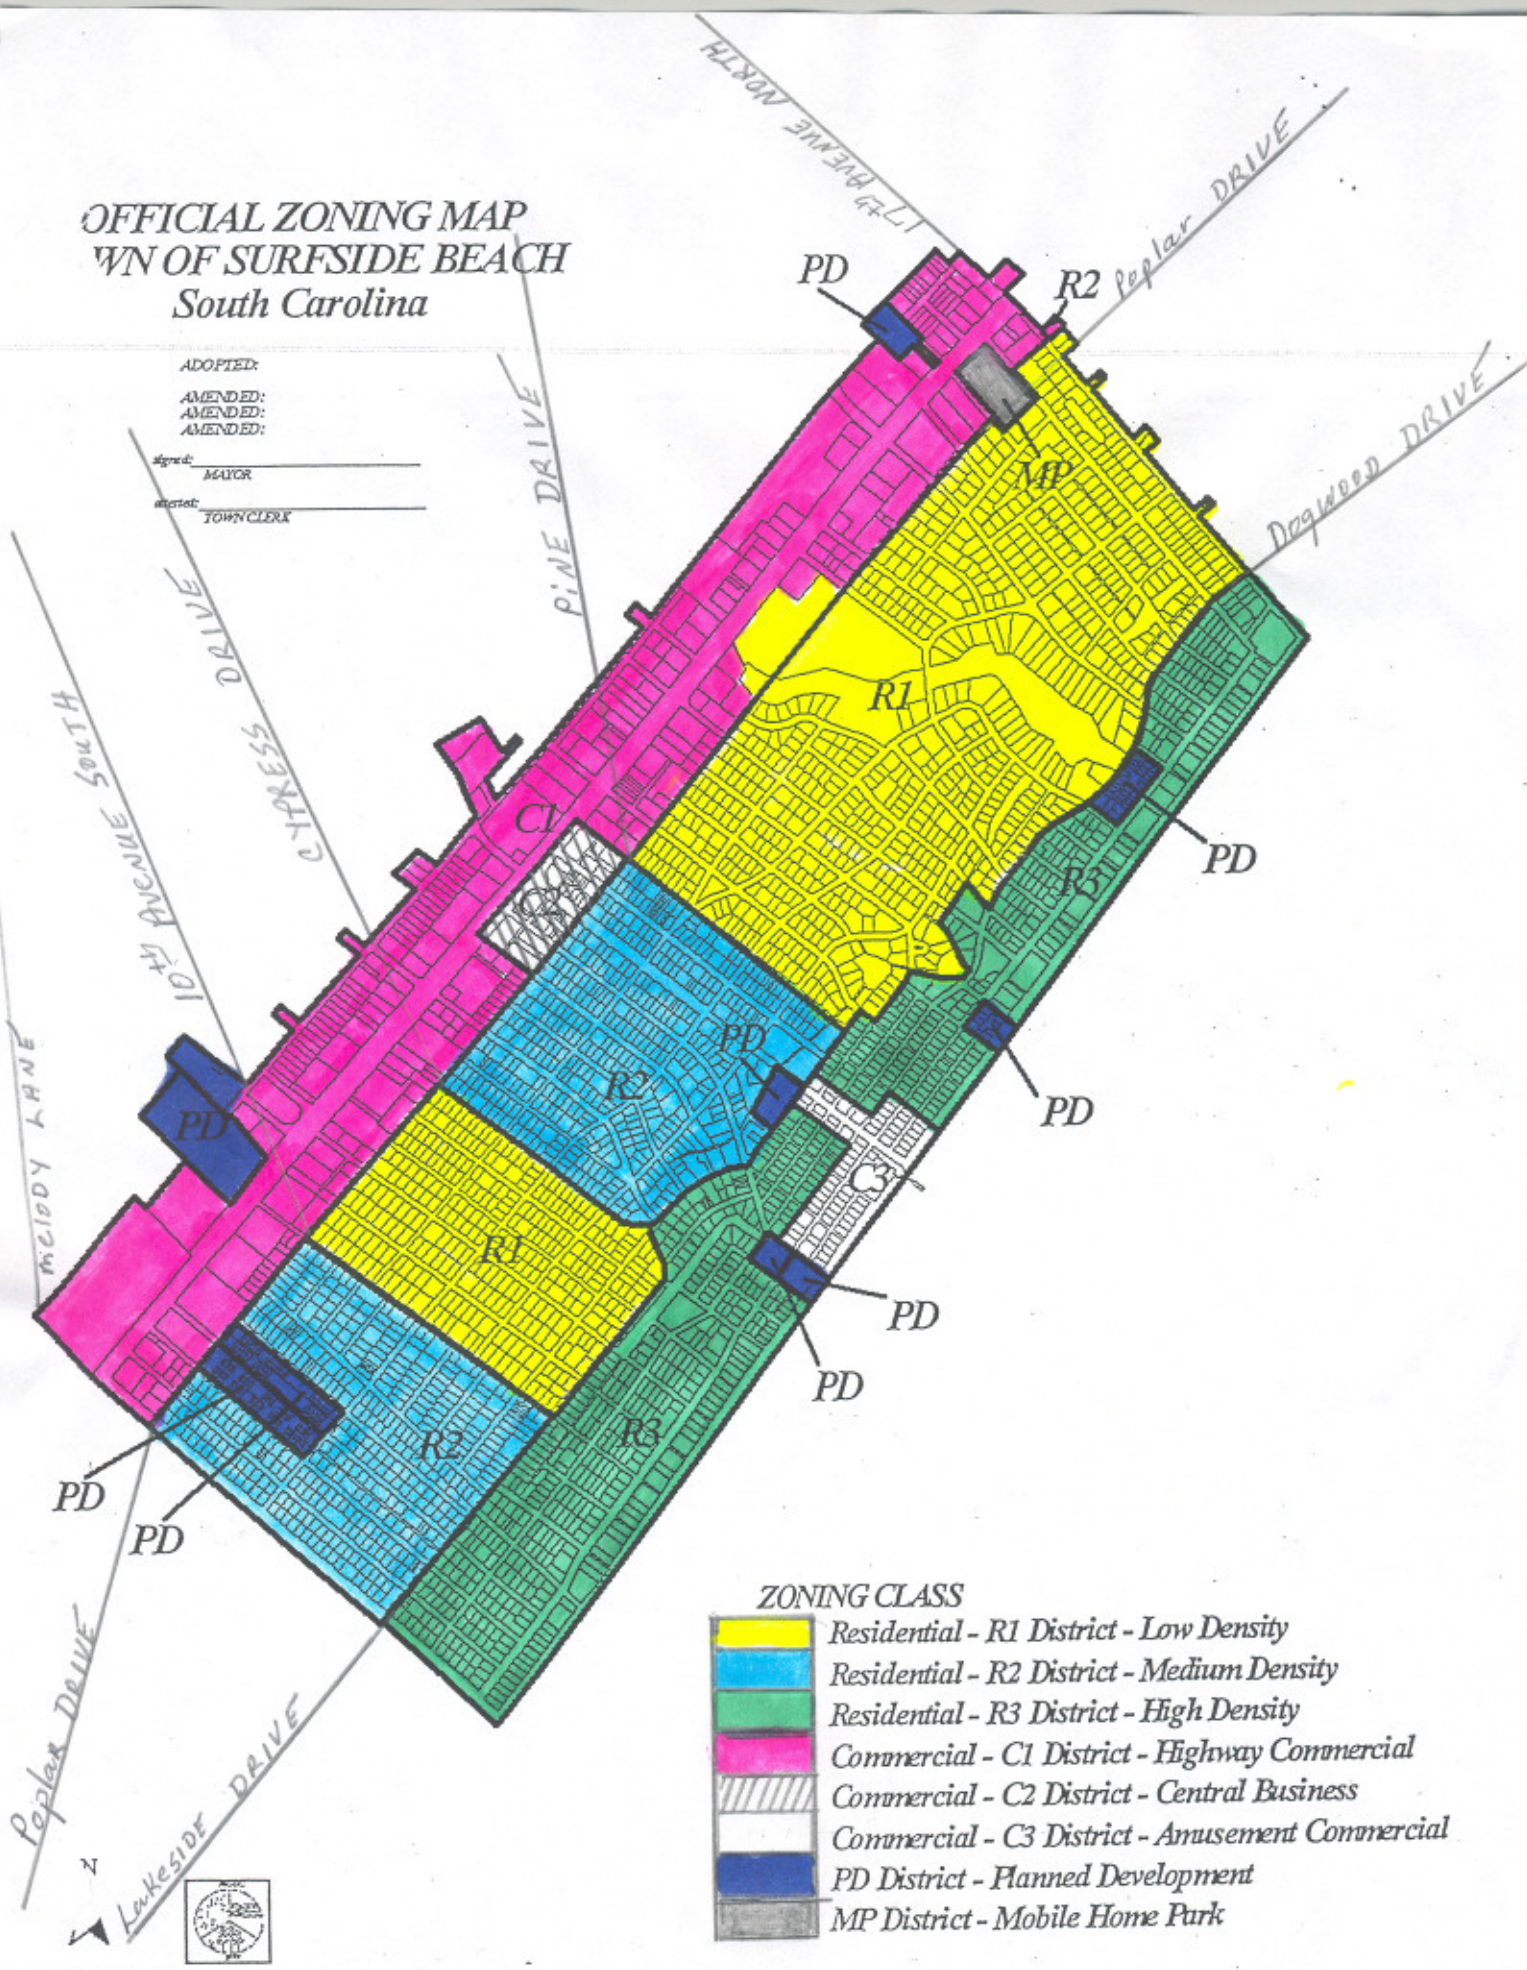 OFFICIAL ZONING MAP
WN OF SURFSIDE BEACH
South Carolina
ADOPTED:
AMENDED:
AMENDED:
AMENDED:
signed:
MAYOR
attested:
TOWN CLERK
17th AVENUE NORTH
Poplar DRIVE
DogwooD DRIVE
PiNE DRIVE
CYPRESS DRIVE
10th AVENUE SOUTH
MElODY LANE
Poplar DRIVE
LakESIDE DRIVE
PD
R2
MP
R1
C1
C2
PD
R3
PD
PD
R2
PD
C3
R1
PD
PD
R3
R2
PD
PD
N
ZONING CLASS
Residential - R1 District - Low Density
Residential - R2 District - Medium Density
Residential - R3 District - High Density
Commercial - C1 District - Highway Commercial
Commercial - C2 District - Central Business
Commercial - C3 District - Amusement Commercial
PD District - Planned Development
MP District - Mobile Home Park